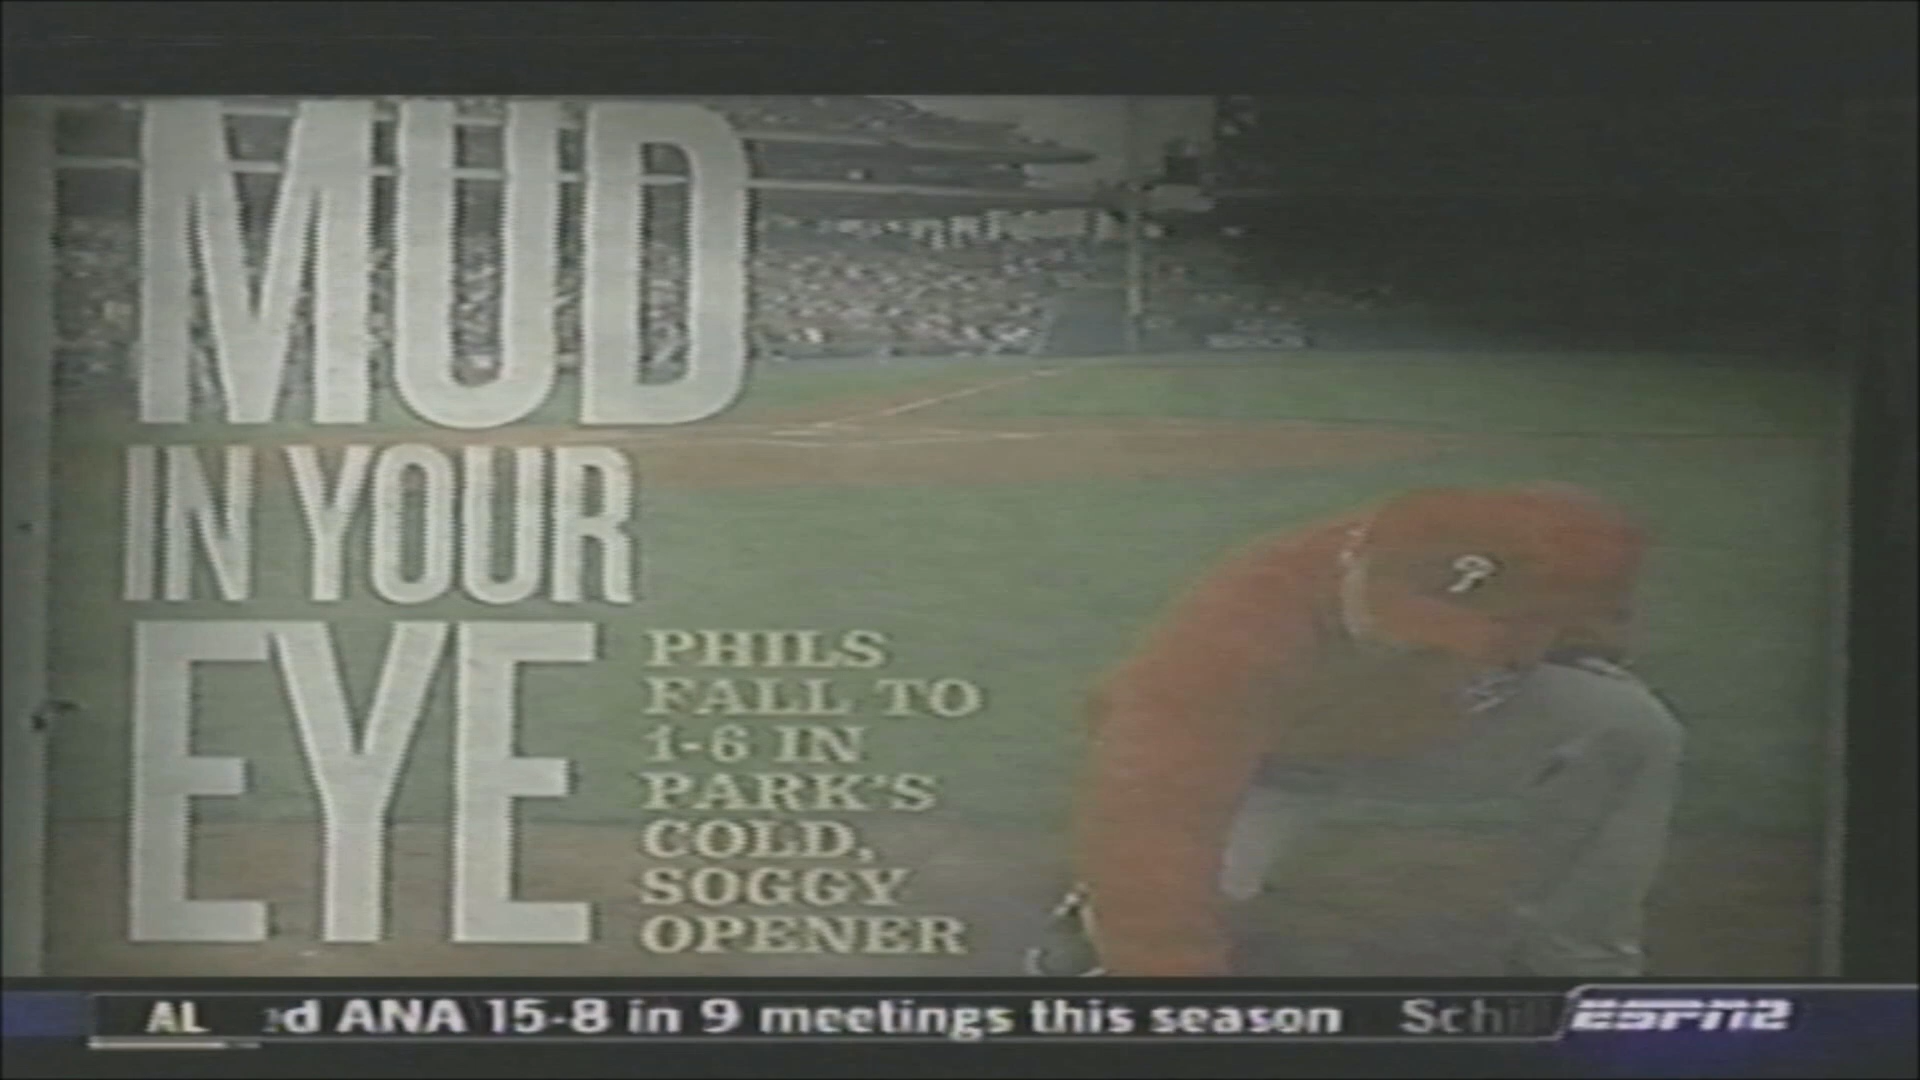 MUD
IN YOUR
EYE
PHILS
FALL TO
1-6 IN
PARK'S
COLD,
SOGGY
OPENER
P
AL d ANA 15-8 in 9 meetings this season Schi ESPN2